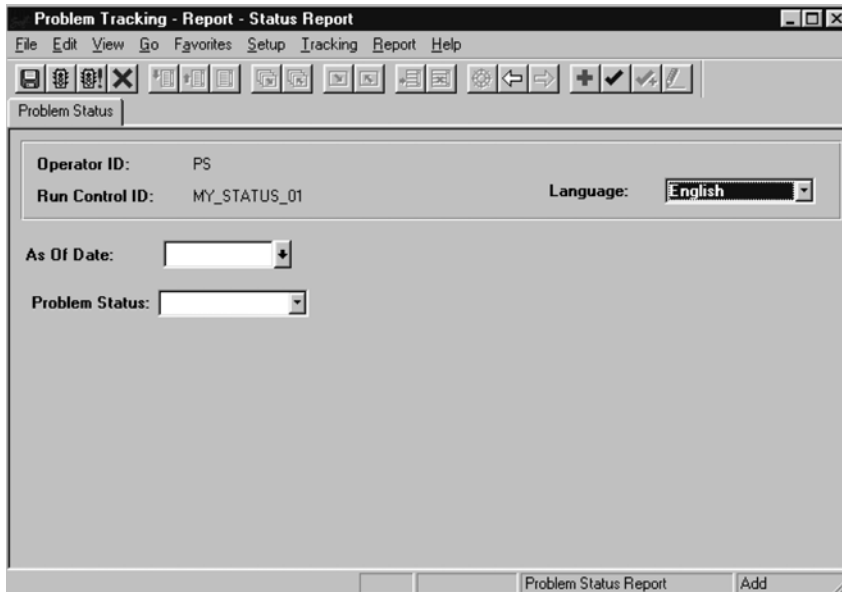 Problem Tracking - Report - Status Report
File Edit View Go Favorites Setup Tracking Report Help
Problem Status
Operator ID: PS
Run Control ID: MY_STATUS_01
Language: English
As Of Date:
Problem Status:
Problem Status Report Add